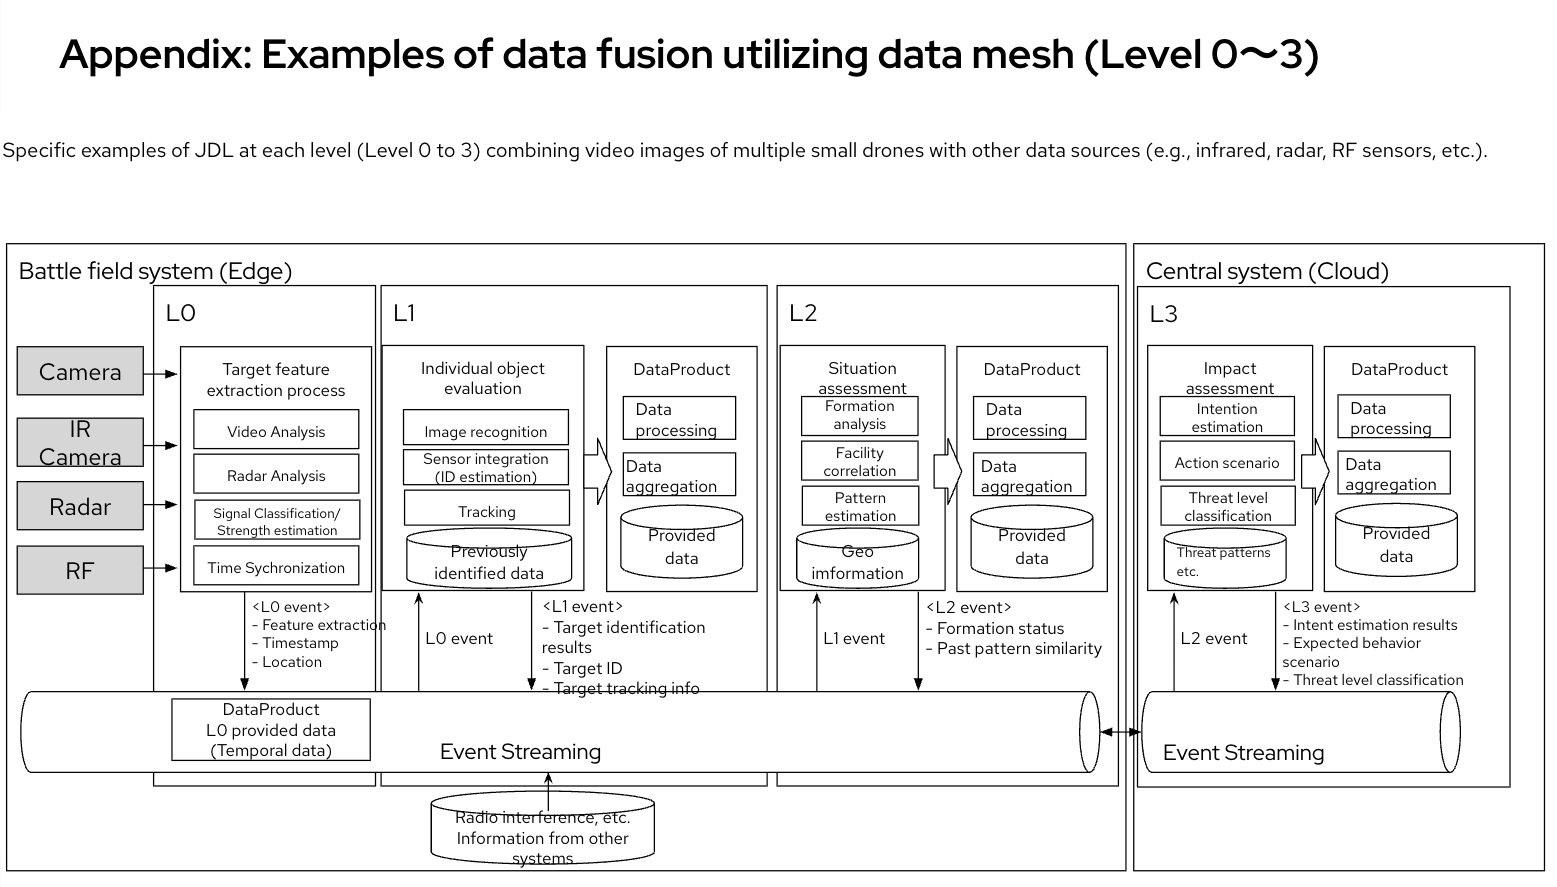 Appendix: Examples of data fusion utilizing data mesh (Level 0〜3)
Specific examples of JDL at each level (Level 0 to 3) combining video images of multiple small drones with other data sources (e.g., infrared, radar, RF sensors, etc.).
Battle field system (Edge)
Camera
IR
Camera
Radar
RF
L0
Target feature
extraction process
Video Analysis
Radar Analysis
Signal Classification/
Strength estimation
Time Sychronization
<L0 event>
- Feature extraction
- Timestamp
- Location
L1
Individual object
evaluation
Image recognition
Sensor integration
(ID estimation)
Tracking
Previously
identified data
DataProduct
Data
processing
Data
aggregation
Provided
data
L0 event
<L1 event>
- Target identification
results
- Target ID
- Target tracking info
L2
Situation
assessment
Formation
analysis
Facility
correlation
Pattern
estimation
Geo
imformation
DataProduct
Data
processing
Data
aggregation
Provided
data
L1 event
<L2 event>
- Formation status
- Past pattern similarity
DataProduct
L0 provided data
(Temporal data)
Event Streaming
Radio interference, etc.
Information from other
systems
Central system (Cloud)
L3
Impact
assessment
Intention
estimation
Action scenario
Threat level
classification
Threat patterns
etc.
DataProduct
Data
processing
Data
aggregation
Provided
data
L2 event
<L3 event>
- Intent estimation results
- Expected behavior
scenario
- Threat level classification
Event Streaming